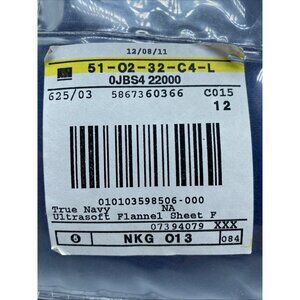 12/08/11
51-02-32-C4-L
0JBS4 22000
625/03 5867360366 C015
12
010103598506-000
True Navy NA
Ultrasoft Flannel Sheet F
07394079 XXX
NKG 013 084